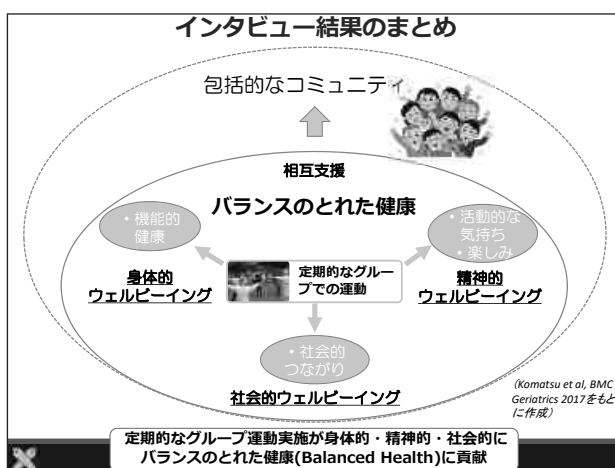 インタビュー結果のまとめ
包括的なコミュニティ
相互支援
バランスのとれた健康
・機能的
健康
・活動的な
気持ち
・楽しみ
身体的
ウェルビーイング
定期的なグルー
プでの運動
精神的
ウェルビーイング
・社会的
つながり
社会的ウェルビーイング
(Komatsu et al, BMC
Geriatrics 2017をもと
に作成)
定期的なグループ運動実施が身体的・精神的・社会的に
バランスのとれた健康(Balanced Health)に貢献